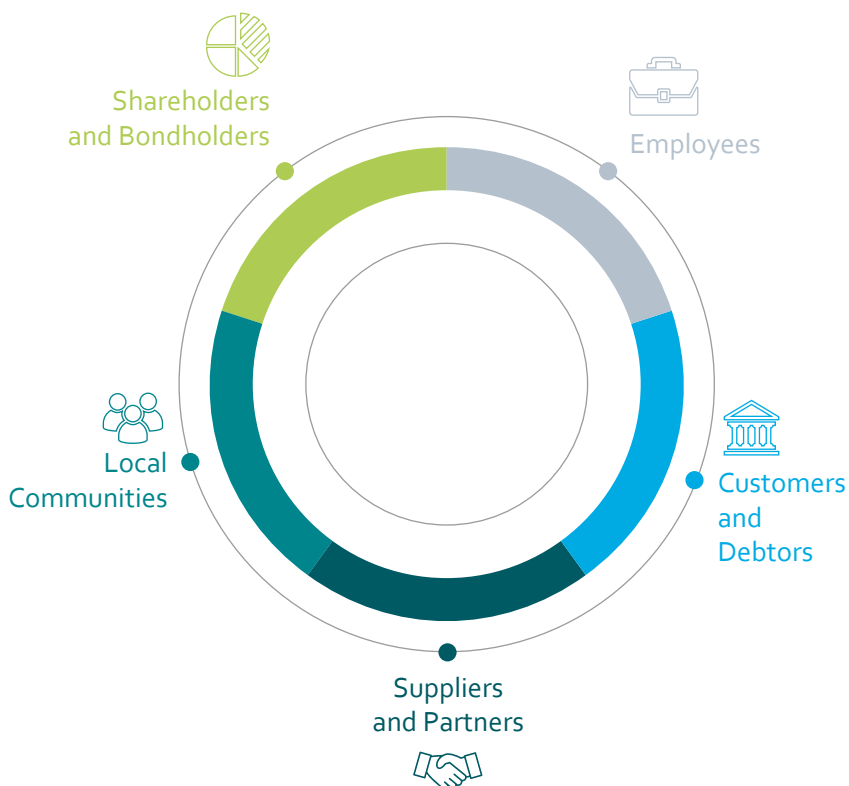 Shareholders
and Bondholders
Employees
Local
Communities
Customers
and
Debtors
Suppliers
and Partners